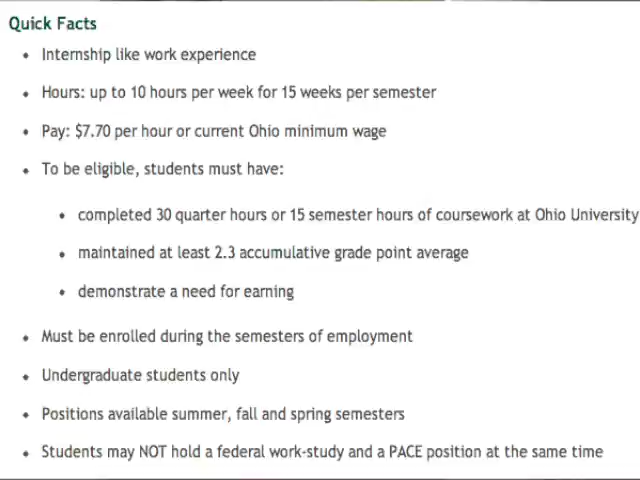 Quick Facts
Internship like work experience
Hours: up to 10 hours per week for 15 weeks per semester
Pay: $7.70 per hour or current Ohio minimum wage
To be eligible, students must have:
completed 30 quarter hours or 15 semester hours of coursework at Ohio University
maintained at least 2.3 accumulative grade point average
demonstrate a need for earning
Must be enrolled during the semesters of employment
Undergraduate students only
Positions available summer, fall and spring semesters
Students may NOT hold a federal work-study and a PACE position at the same time